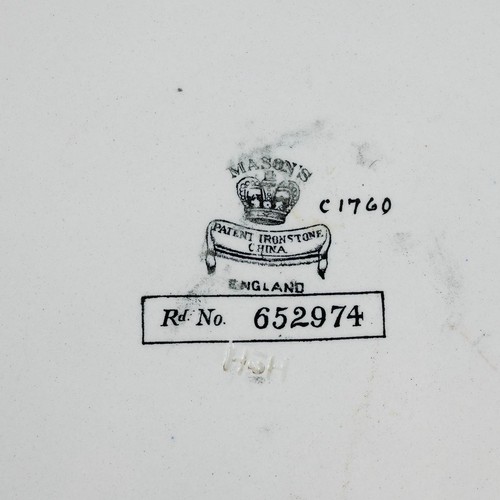 MASON'S
C1760
PATENT IRONSTONE
CHINA
ENGLAND
Rd. No. 652974